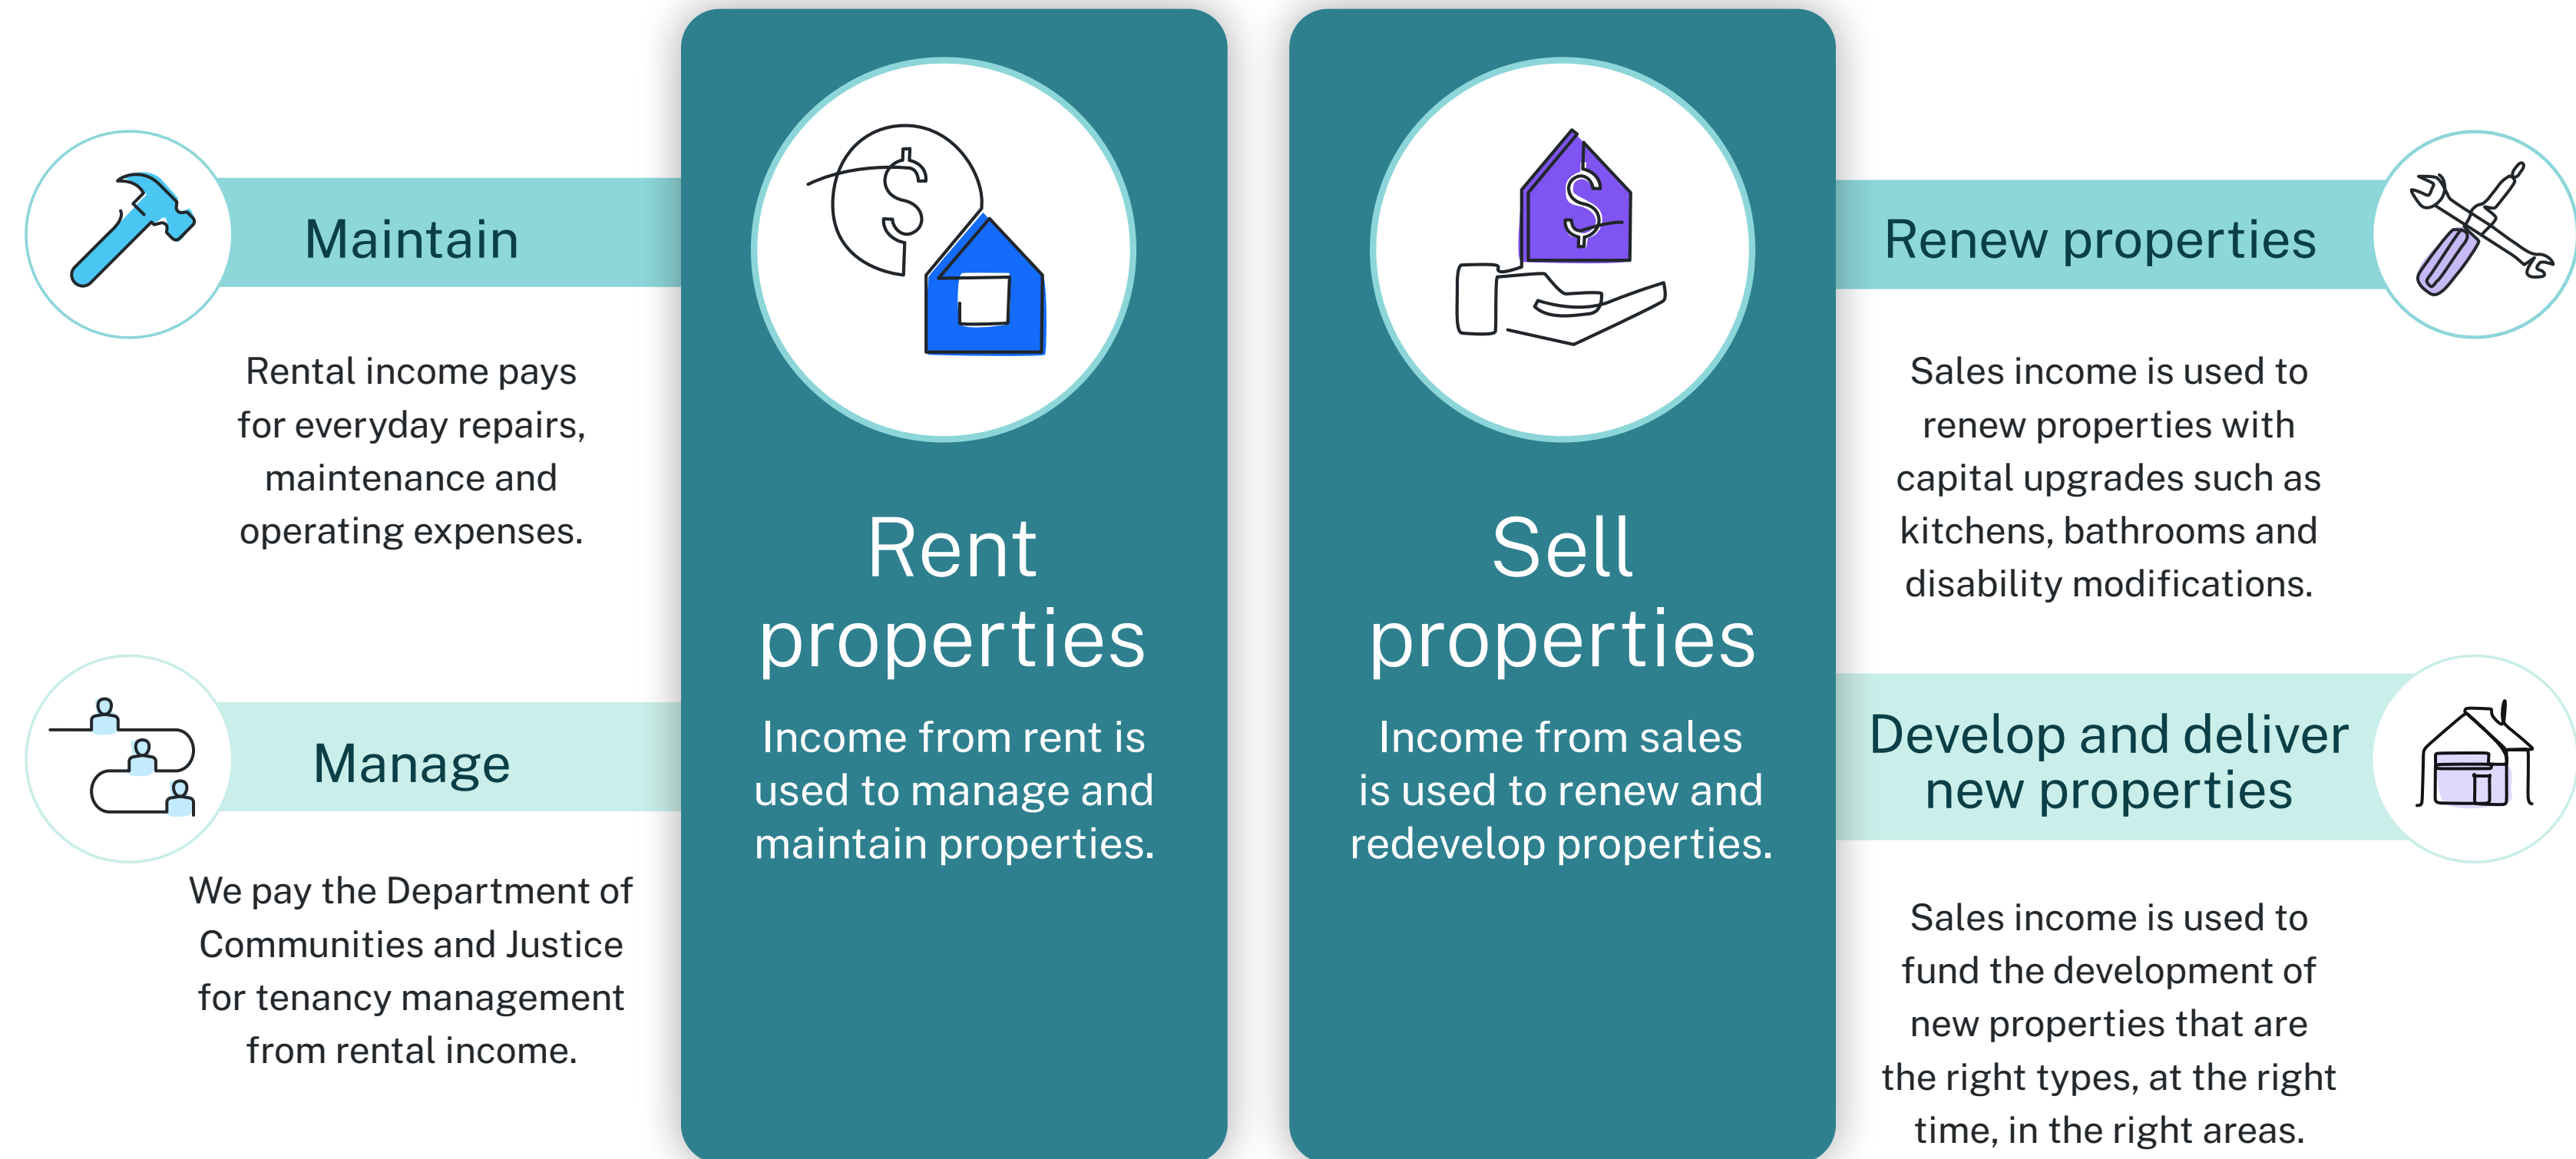 Maintain
Rental income pays
for everyday repairs,
maintenance and
operating expenses.
Manage
We pay the Department of
Communities and Justice
for tenancy management
from rental income.
Rent
properties
Income from rent is
used to manage and
maintain properties.
Sell
properties
Income from sales
is used to renew and
redevelop properties.
Renew properties
Sales income is used to
renew properties with
capital upgrades such as
kitchens, bathrooms and
disability modifications.
Develop and deliver
new properties
Sales income is used to
fund the development of
new properties that are
the right types, at the right
time, in the right areas.